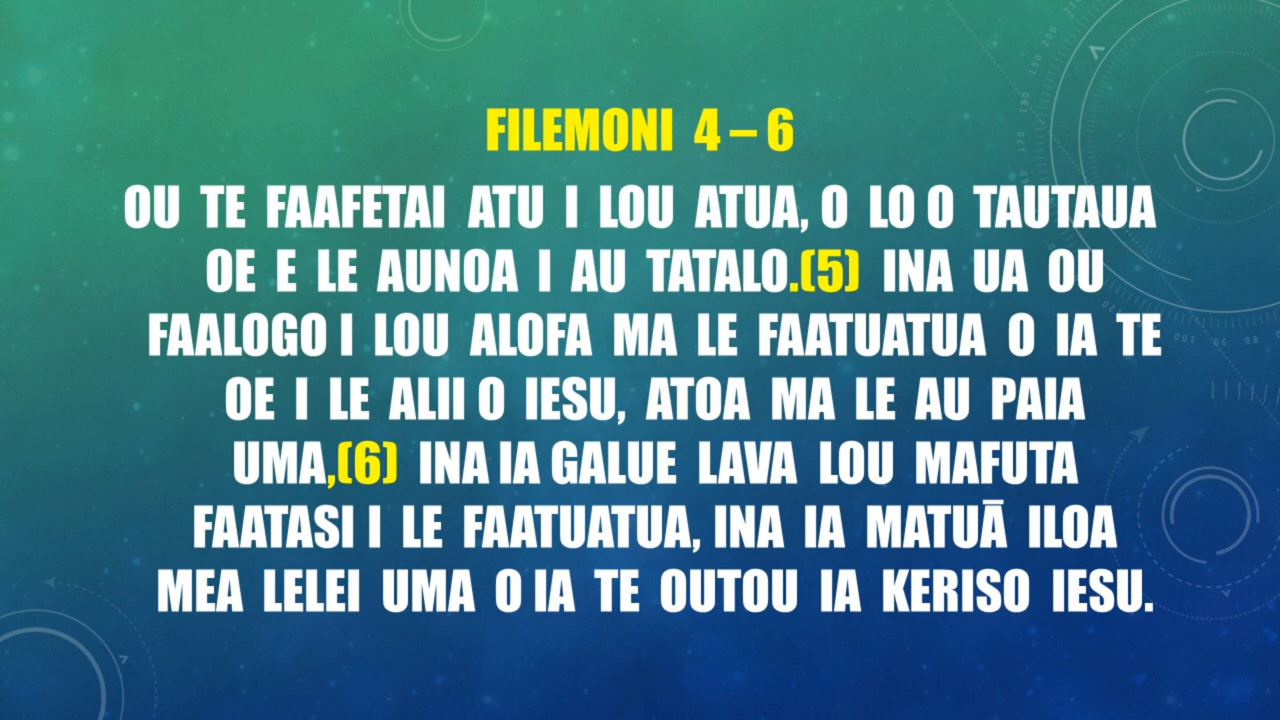 FILEMONI 4 – 6
OU TE FAAFETAI ATU I LOU ATUA, O LO O TAUTAUA
OE E LE AUNOA I AU TATALO.(5) INA UA OU
FAALOGO I LOU ALOFA MA LE FAATUATUA O IA TE
OE I LE ALII O IESU, ATOA MA LE AU PAIA
UMA,(6) INA IA GALUE LAVA LOU MAFUTA
FAATASI I LE FAATUATUA, INA IA MATUĀ ILOA
MEA LELEI UMA O IA TE OUTOU IA KERISO IESU.